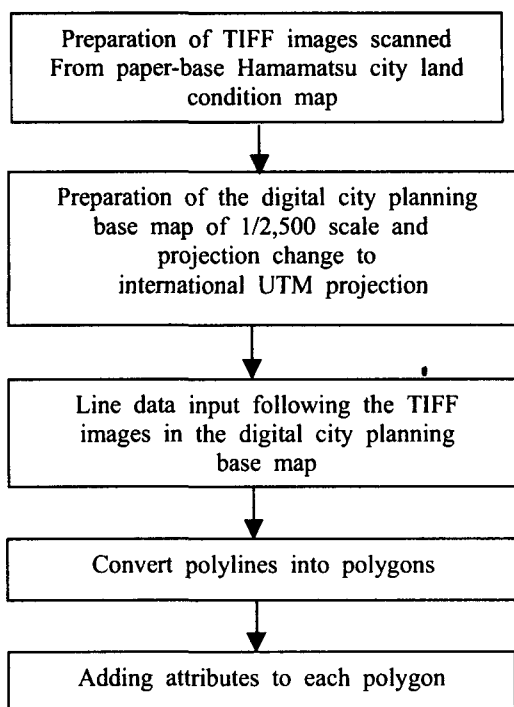 Preparation of TIFF images scanned
From paper-base Hamamatsu city land
condition map
Preparation of the digital city planning
base map of 1/2,500 scale and
projection change to
international UTM projection
Line data input following the TIFF
images in the digital city planning
base map
Convert polylines into polygons
Adding attributes to each polygon